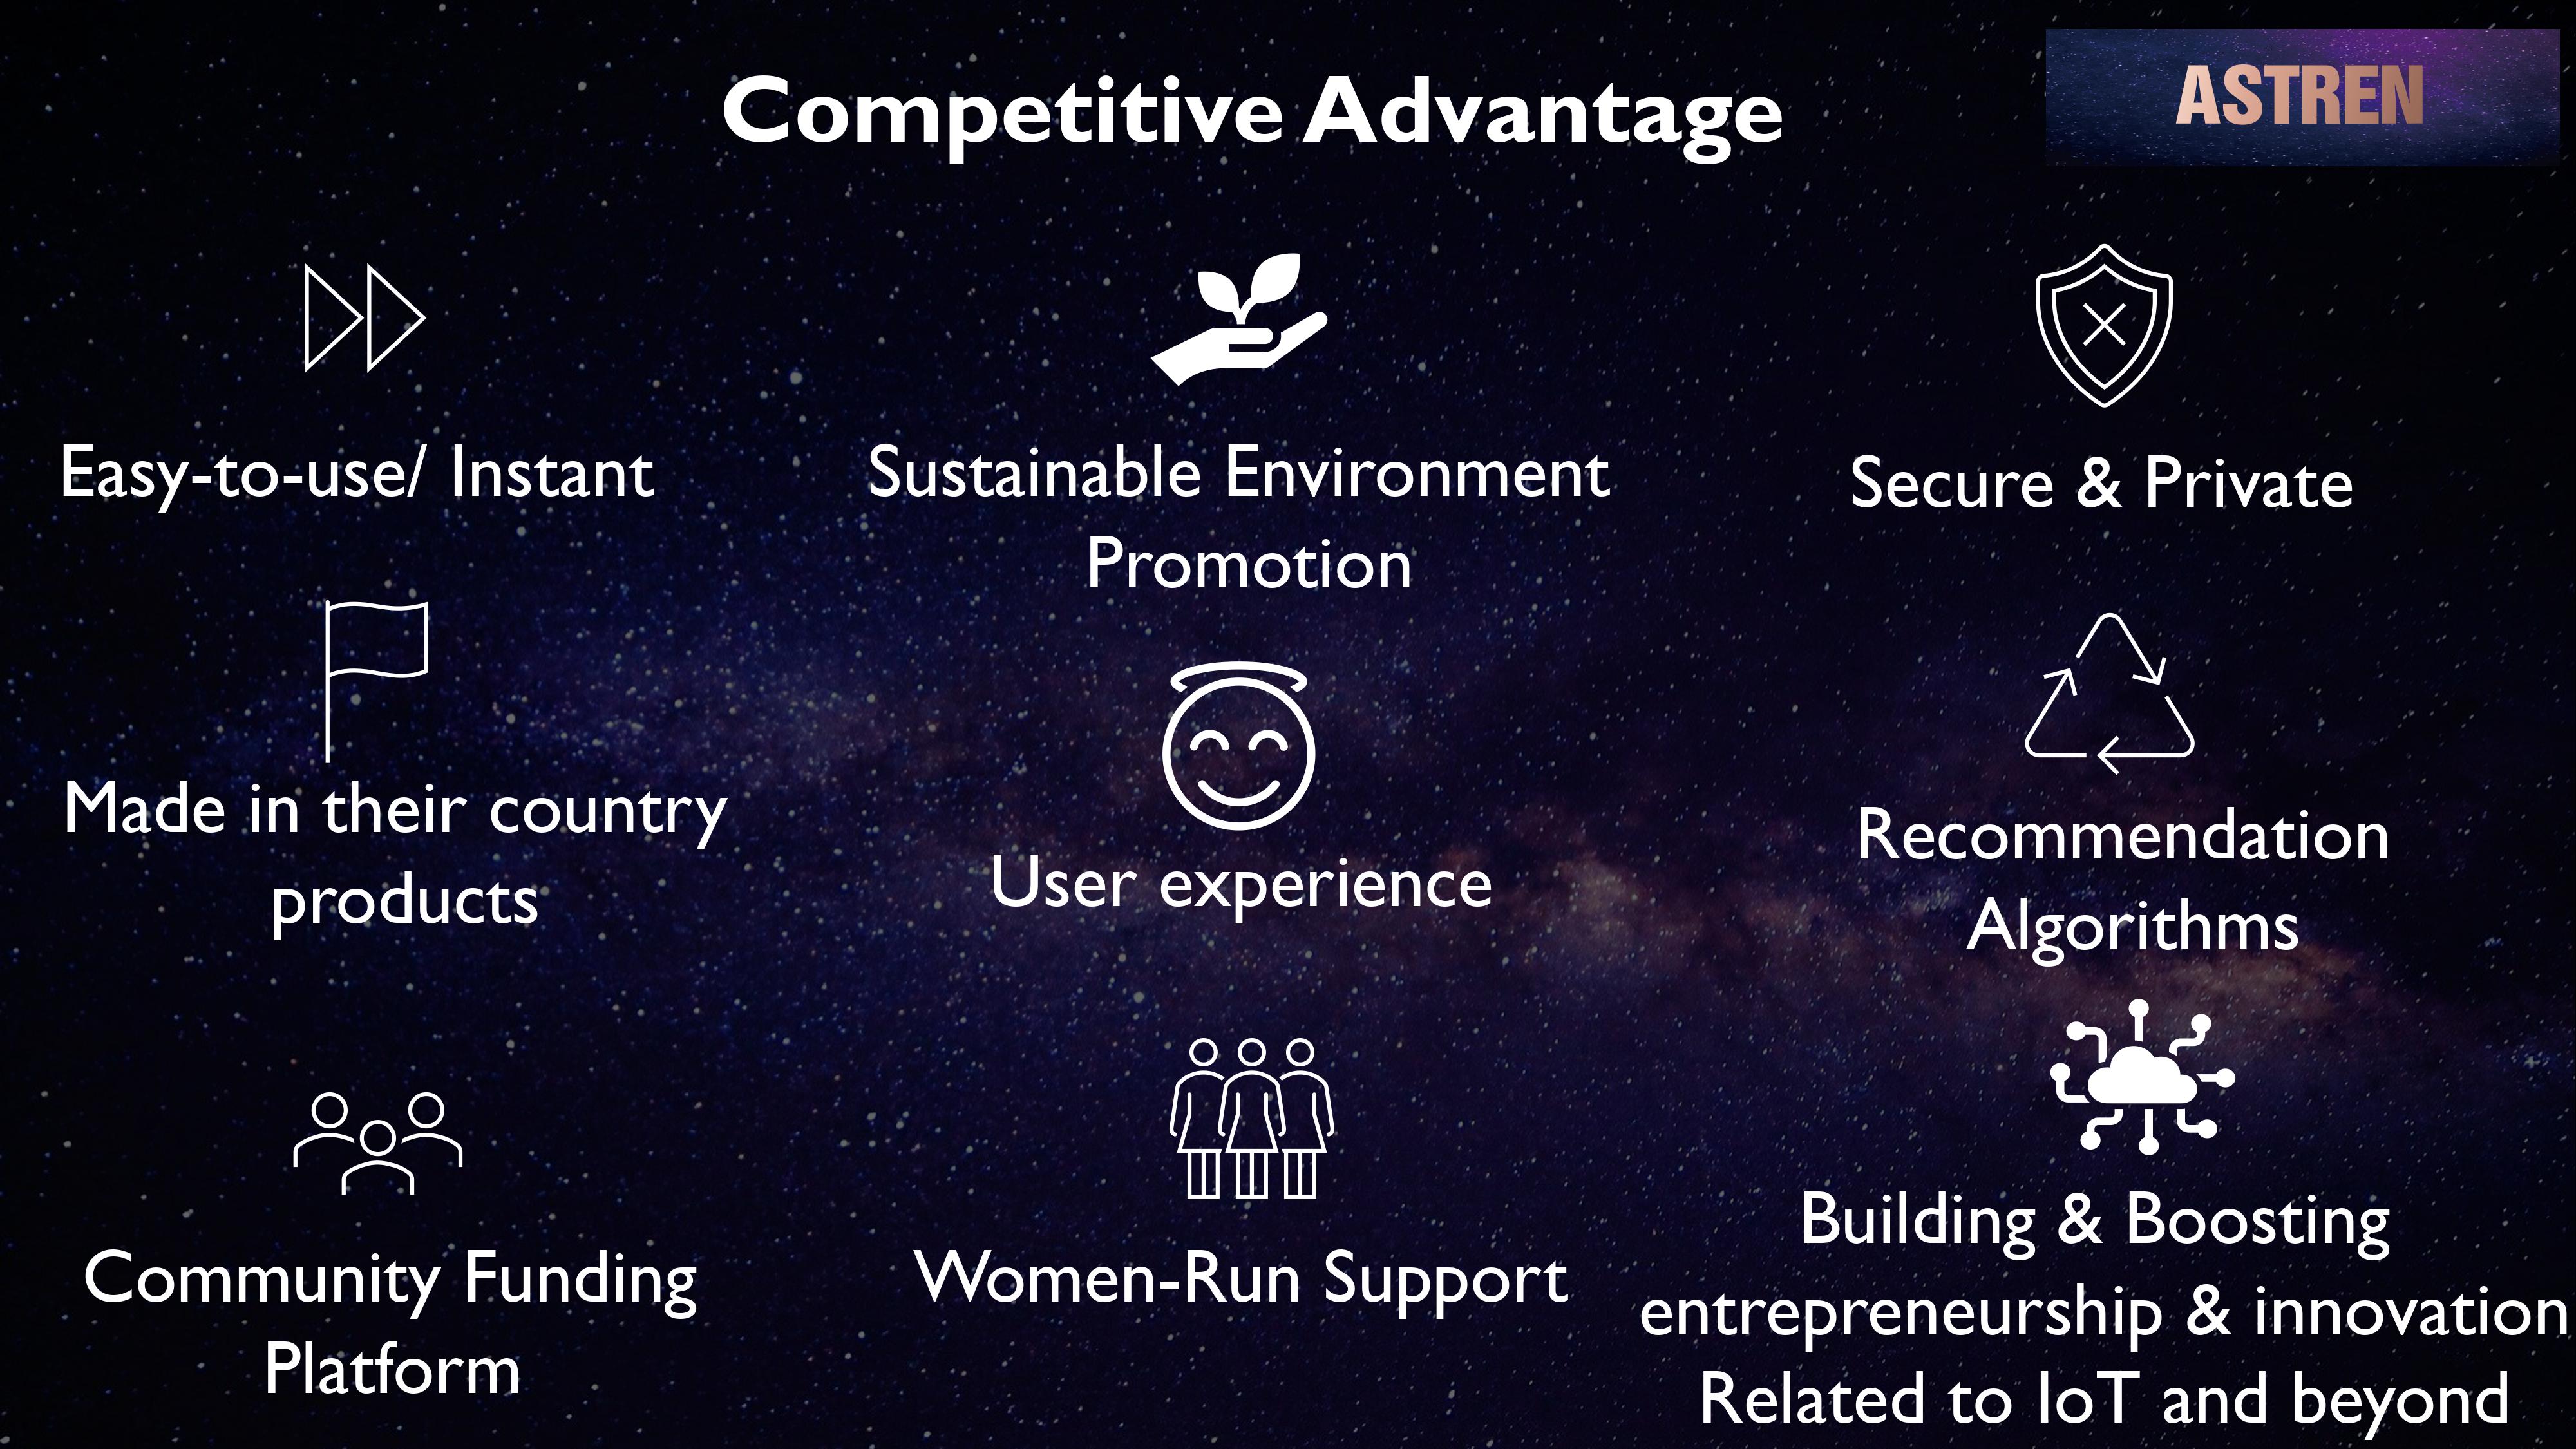 Competitive Advantage
ASTREN
Easy-to-use/ Instant
Sustainable Environment
Promotion
Secure & Private
Made in their country
products
User experience
Recommendation
Algorithms
Community Funding
Platform
Women-Run Support
Building & Boosting
entrepreneurship & innovation
Related to IoT and beyond